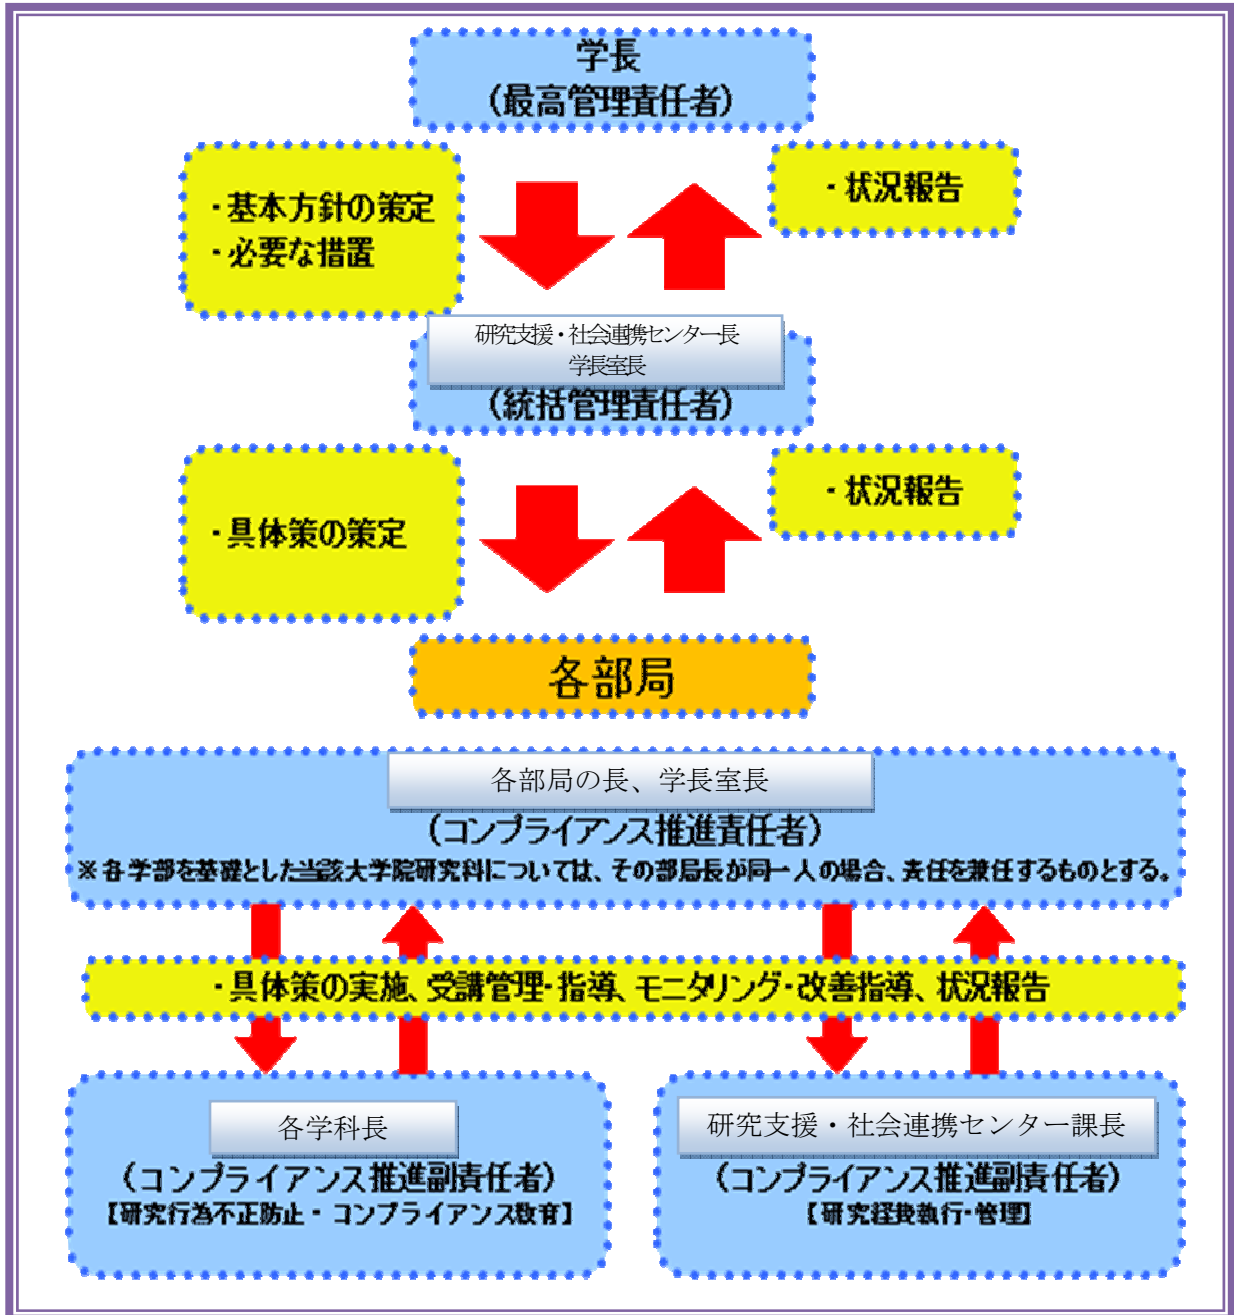 学長
（最高管理責任者）
・基本方針の策定
・必要な措置
・状況報告
研究支援・社会連携センター長
学長室長
（統括管理責任者）
・具体策の策定
・状況報告
各部局
各部局の長、学長室長
（コンプライアンス推進責任者）
※各学部を基礎とした当該大学院研究科については、その部局長が同一人の場合、責任を兼任するものとする。
・具体策の実施、受講管理・指導、モニタリング・改善指導、状況報告
各学科長
（コンプライアンス推進副責任者）
【研究行為不正防止・コンプライアンス教育】
研究支援・社会連携センター課長
（コンプライアンス推進副責任者）
【研究経費執行・管理】